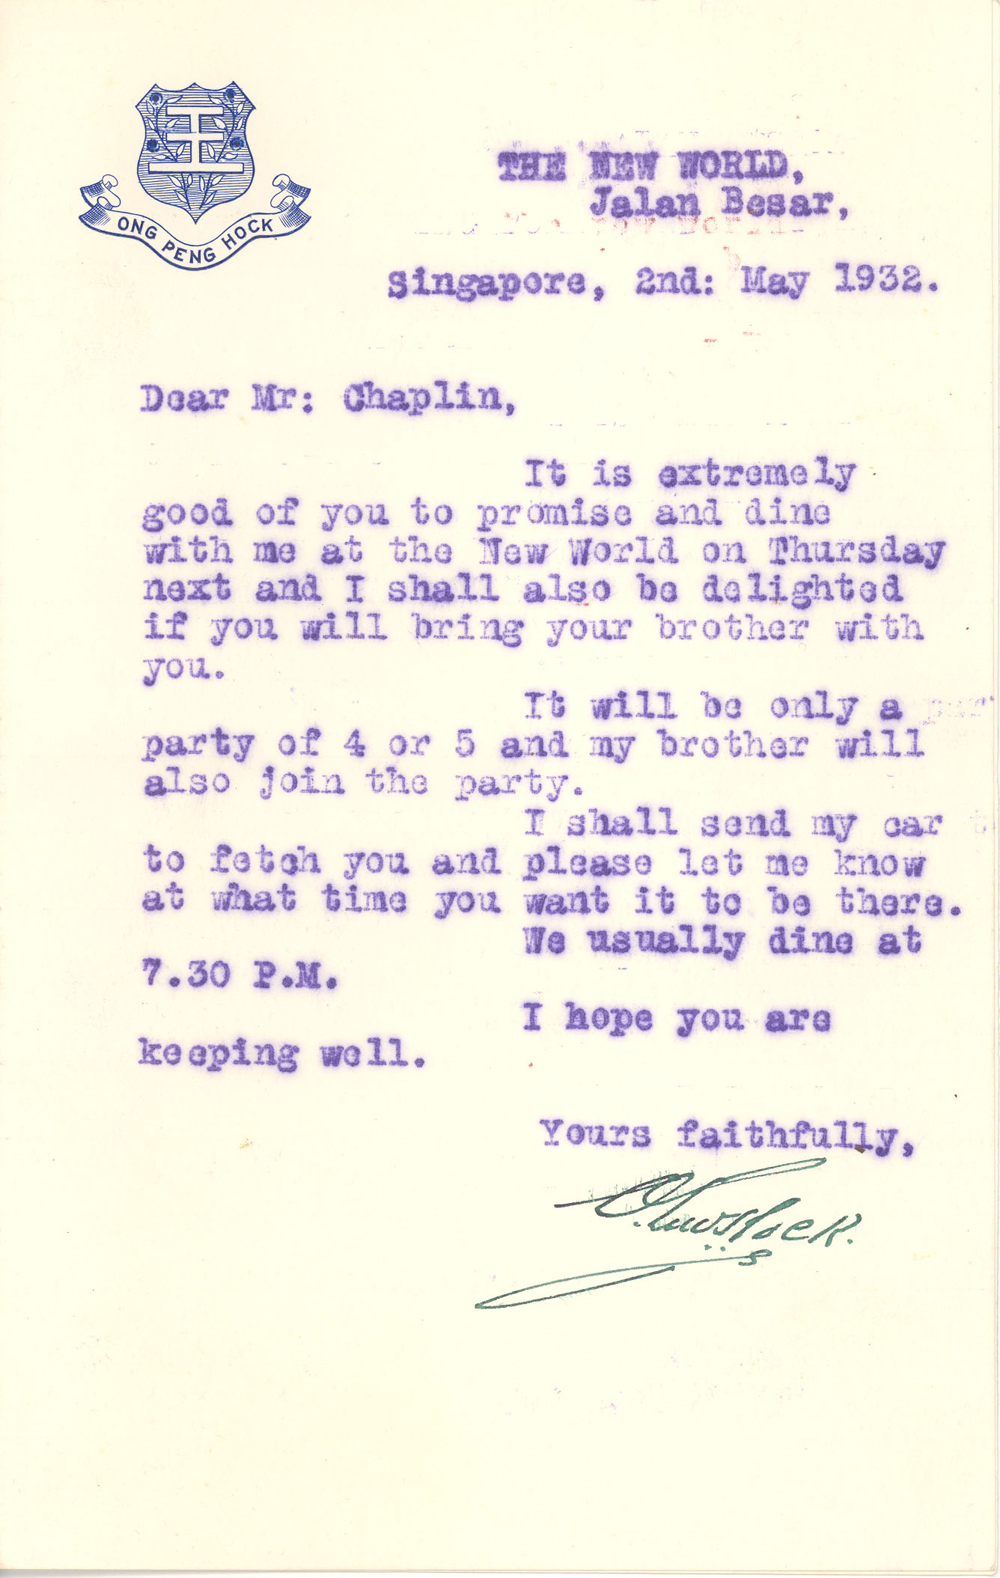 王
ONG PENG HOCK
THE NEW WORLD,
Jalan Besar,
Singapore, 2nd: May 1932.
Dear Mr: Chaplin,
It is extremely
good of you to promise and dine
with me at the New World on Thursday
next and I shall also be delighted
if you will bring your brother with
you.
It will be only a
party of 4 or 5 and my brother will
also join the party.
I shall send my car
to fetch you and please let me know
at what time you want it to be there.
We usually dine at
7.30 P.M.
I hope you are
keeping well.
Yours faithfully,